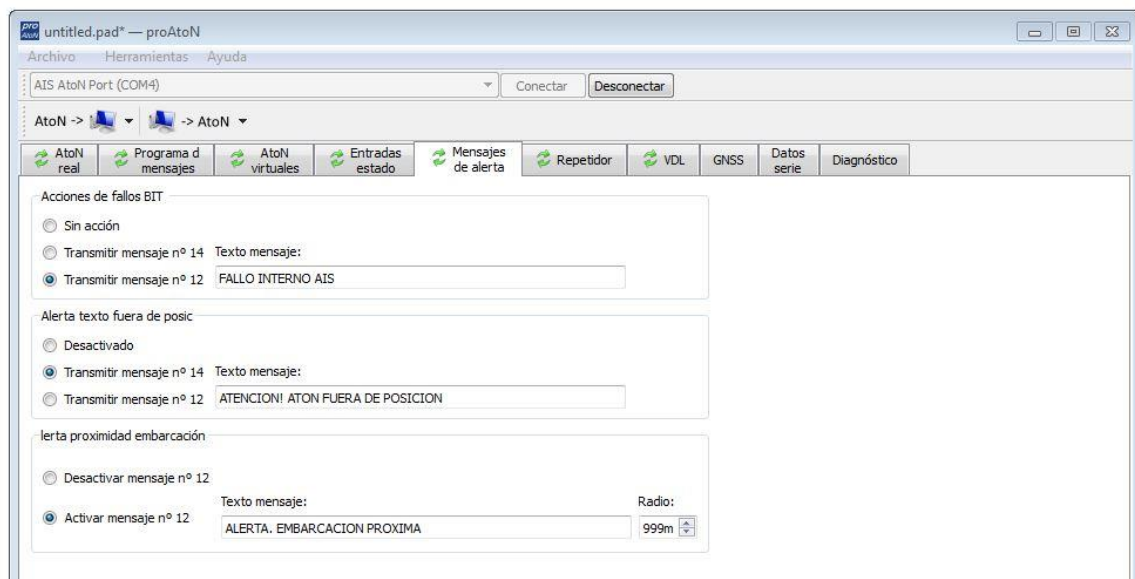 pro
AtoN untitled.pad* — proAtoN
Archivo Herramientas Ayuda
AIS AtoN Port (COM4) Conectar Desconectar
AtoN -> -> AtoN
AtoN real Programa d mensajes AtoN virtuales Entradas estado Mensajes de alerta Repetidor VDL GNSS Datos serie Diagnóstico
Acciones de fallos BIT
Sin acción
Transmitir mensaje nº 14 Texto mensaje:
Transmitir mensaje nº 12 FALLO INTERNO AIS
Alerta texto fuera de posic
Desactivado
Transmitir mensaje nº 14 Texto mensaje:
Transmitir mensaje nº 12 ATENCION! ATON FUERA DE POSICION
lerta proximidad embarcación
Desactivar mensaje nº 12
Texto mensaje: Radio:
Activar mensaje nº 12 ALERTA. EMBARCACION PROXIMA 999m